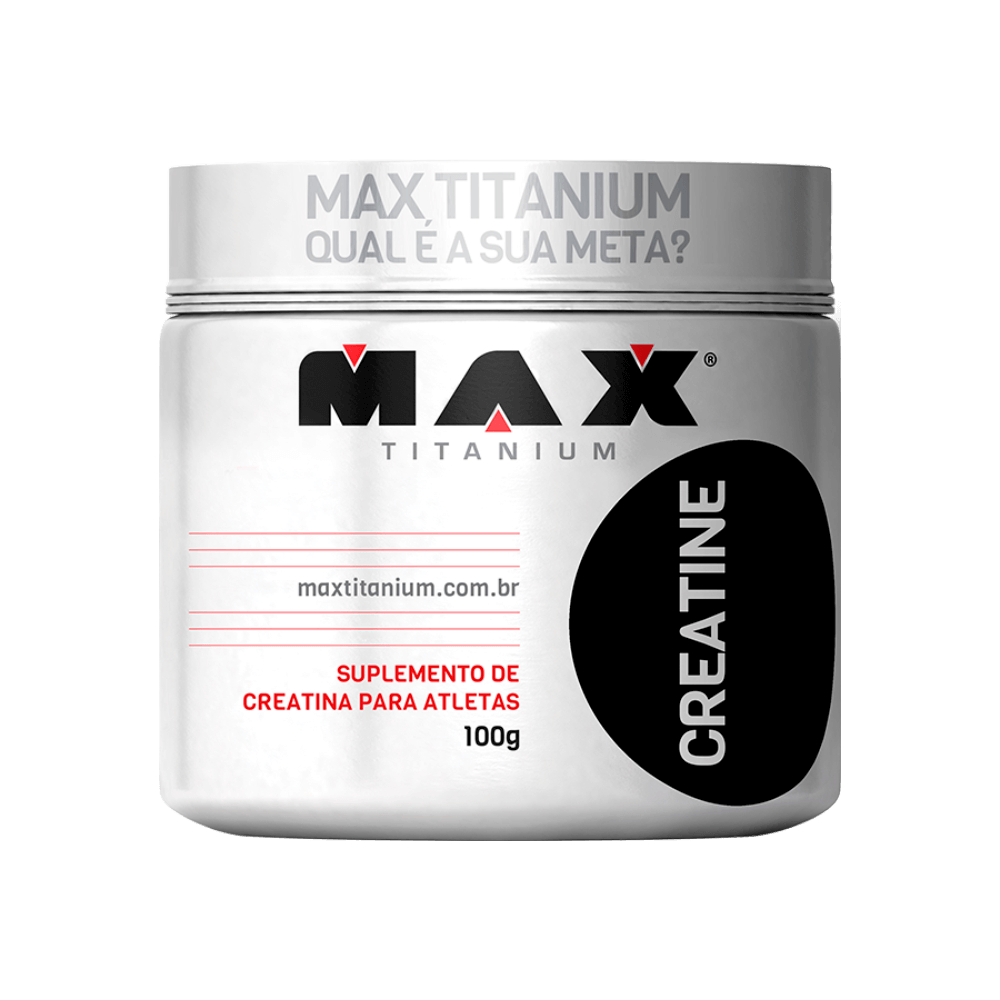 MAX TITANIUM
QUAL É A SUA META?
MAX®
TITANIUM
CREATINE
maxtitanium.com.br
SUPLEMENTO DE
CREATINA PARA ATLETAS
100g